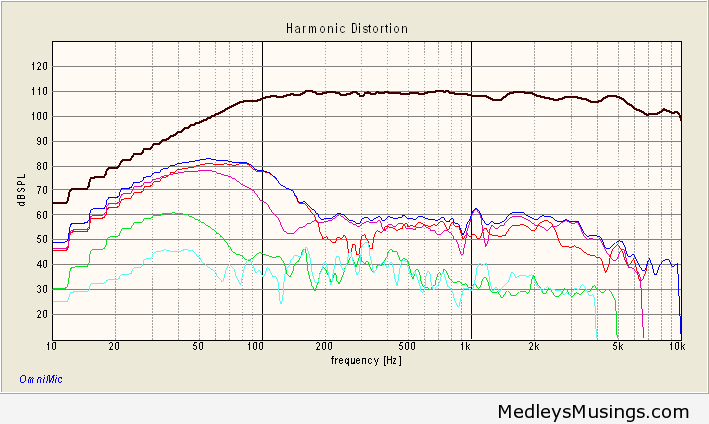 Harmonic Distortion
dBSPL
120
110
100
90
80
70
60
50
40
30
20
10 20 50 100 200 500 1k 2k 5k 10k
frequency [Hz]
OmniMic
MedleysMusings.com